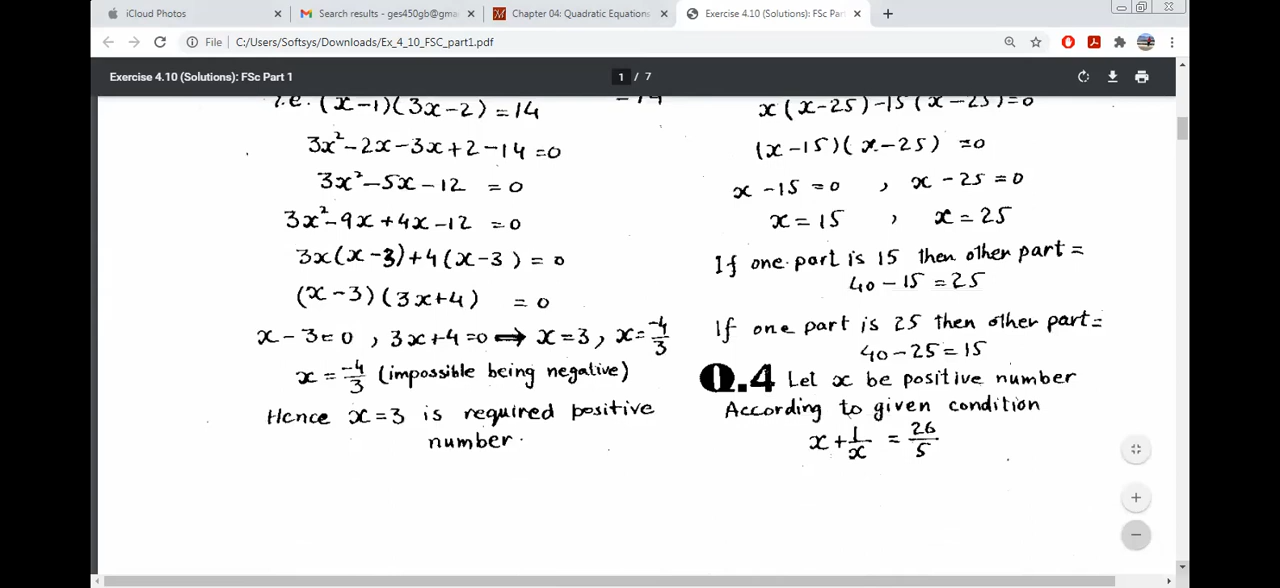 iCloud Photos
Search results - ges450gb@gma
Chapter 04: Quadratic Equations
Exercise 4.10 (Solutions): FSc Par
File C:/Users/Softsys/Downloads/Ex_4_10_FSC_part1.pdf
Exercise 4.10 (Solutions): FSc Part 1
1 / 7
i.e. (x-1)(3x-2) = 14
-14
3x²-2x-3x+2-14=0
3x²-5x-12 = 0
3x²-9x+4x-12 = 0
3x(x-3)+4(x-3) = 0
(x-3)(3x+4) = 0
x-3=0, 3x+4=0 ⟹ x=3, x=-4/3
x = -4/3 (impossible being negative)
Hence x=3 is required positive
number.
x(x-25)-15(x-25)=0
(x-15)(x-25) =0
x-15=0 , x-25=0
x=15 , x=25
If one part is 15 then other part=
40-15=25
If one part is 25 then other part=
40-25=15
Q.4 Let x be positive number
According to given condition
x+1/x = 26/5